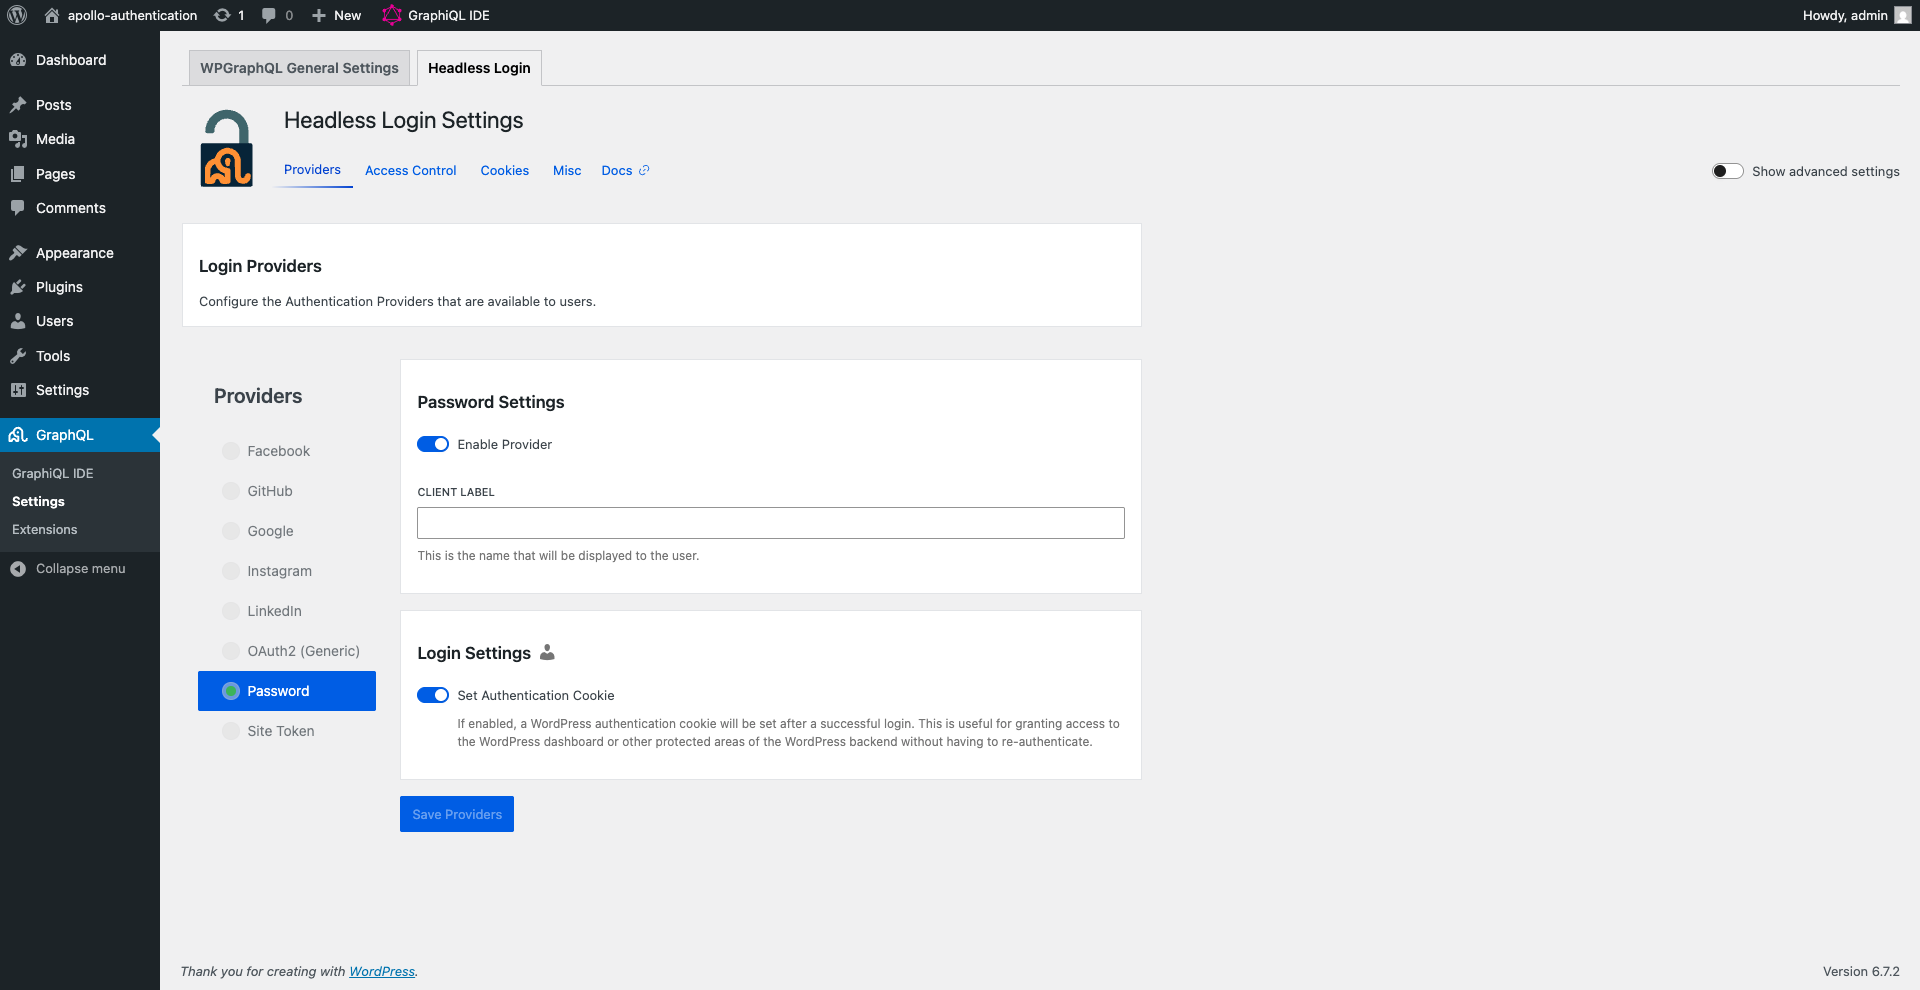 apollo-authentication 1 0 New GraphiQL IDE Howdy, admin
Dashboard
Posts
Media
Pages
Comments
Appearance
Plugins
Users
Tools
Settings
GraphQL
GraphiQL IDE
Settings
Extensions
Collapse menu
WPGraphQL General Settings Headless Login
Headless Login Settings
Providers Access Control Cookies Misc Docs
Show advanced settings
Login Providers
Configure the Authentication Providers that are available to users.
Providers
Facebook
GitHub
Google
Instagram
LinkedIn
OAuth2 (Generic)
Password
Site Token
Password Settings
Enable Provider
CLIENT LABEL
This is the name that will be displayed to the user.
Login Settings
Set Authentication Cookie
If enabled, a WordPress authentication cookie will be set after a successful login. This is useful for granting access to
the WordPress dashboard or other protected areas of the WordPress backend without having to re-authenticate.
Save Providers
Thank you for creating with WordPress.
Version 6.7.2